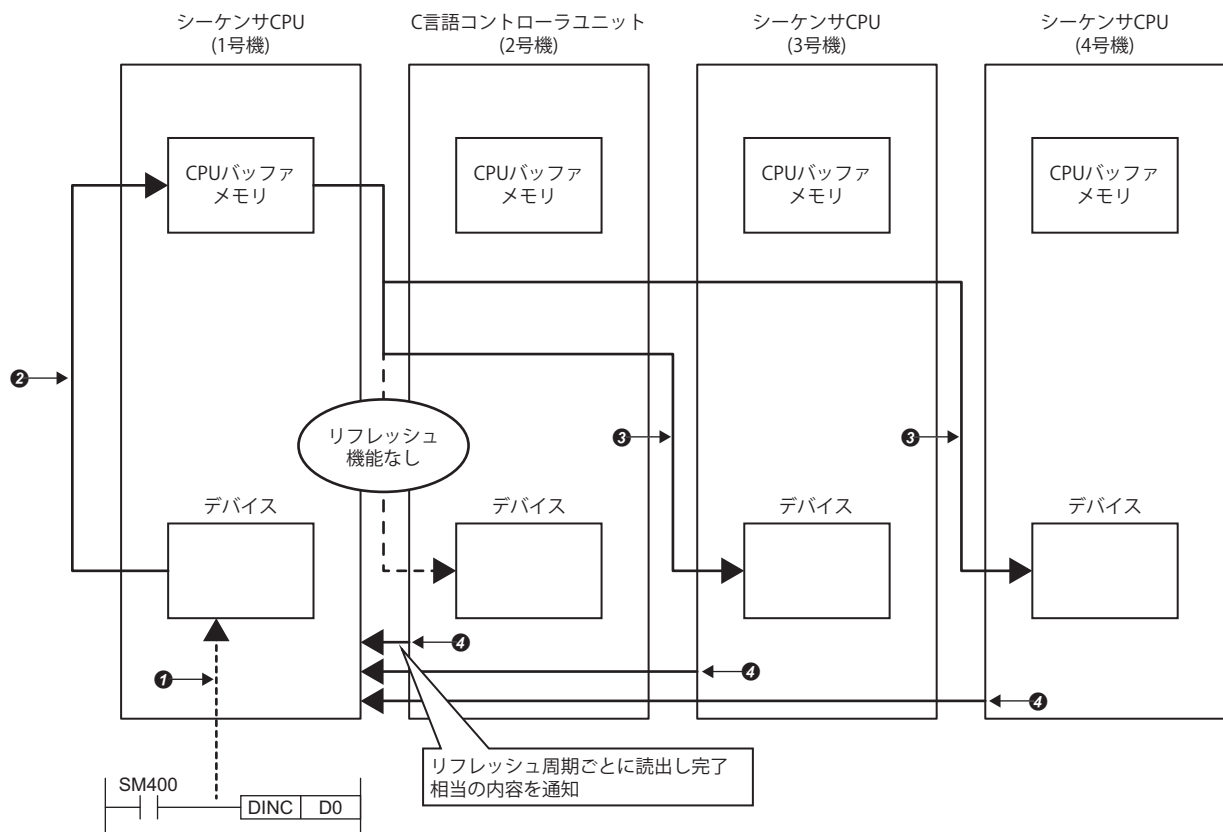 シーケンサCPU
(1号機)
C言語コントローラユニット
(2号機)
シーケンサCPU
(3号機)
シーケンサCPU
(4号機)
CPUバッファ
メモリ
CPUバッファ
メモリ
CPUバッファ
メモリ
CPUバッファ
メモリ
❷
リフレッシュ
機能なし
❸
❸
デバイス
デバイス
デバイス
デバイス
❹
❶
❹
❹
リフレッシュ周期ごとに読出し完了
相当の内容を通知
SM400
DINC D0